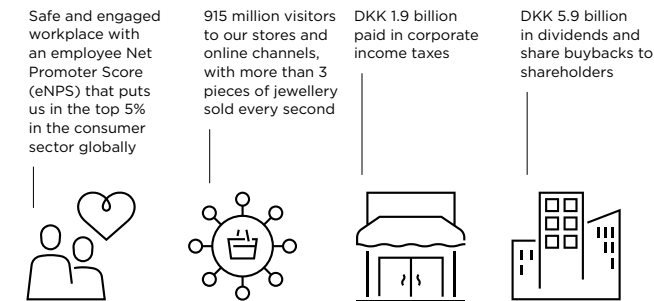 Safe and engaged
workplace with
an employee Net
Promoter Score
(eNPS) that puts
us in the top 5%
in the consumer
sector globally
915 million visitors
to our stores and
online channels,
with more than 3
pieces of jewellery
sold every second
DKK 1.9 billion
paid in corporate
income taxes
DKK 5.9 billion
in dividends and
share buybacks to
shareholders